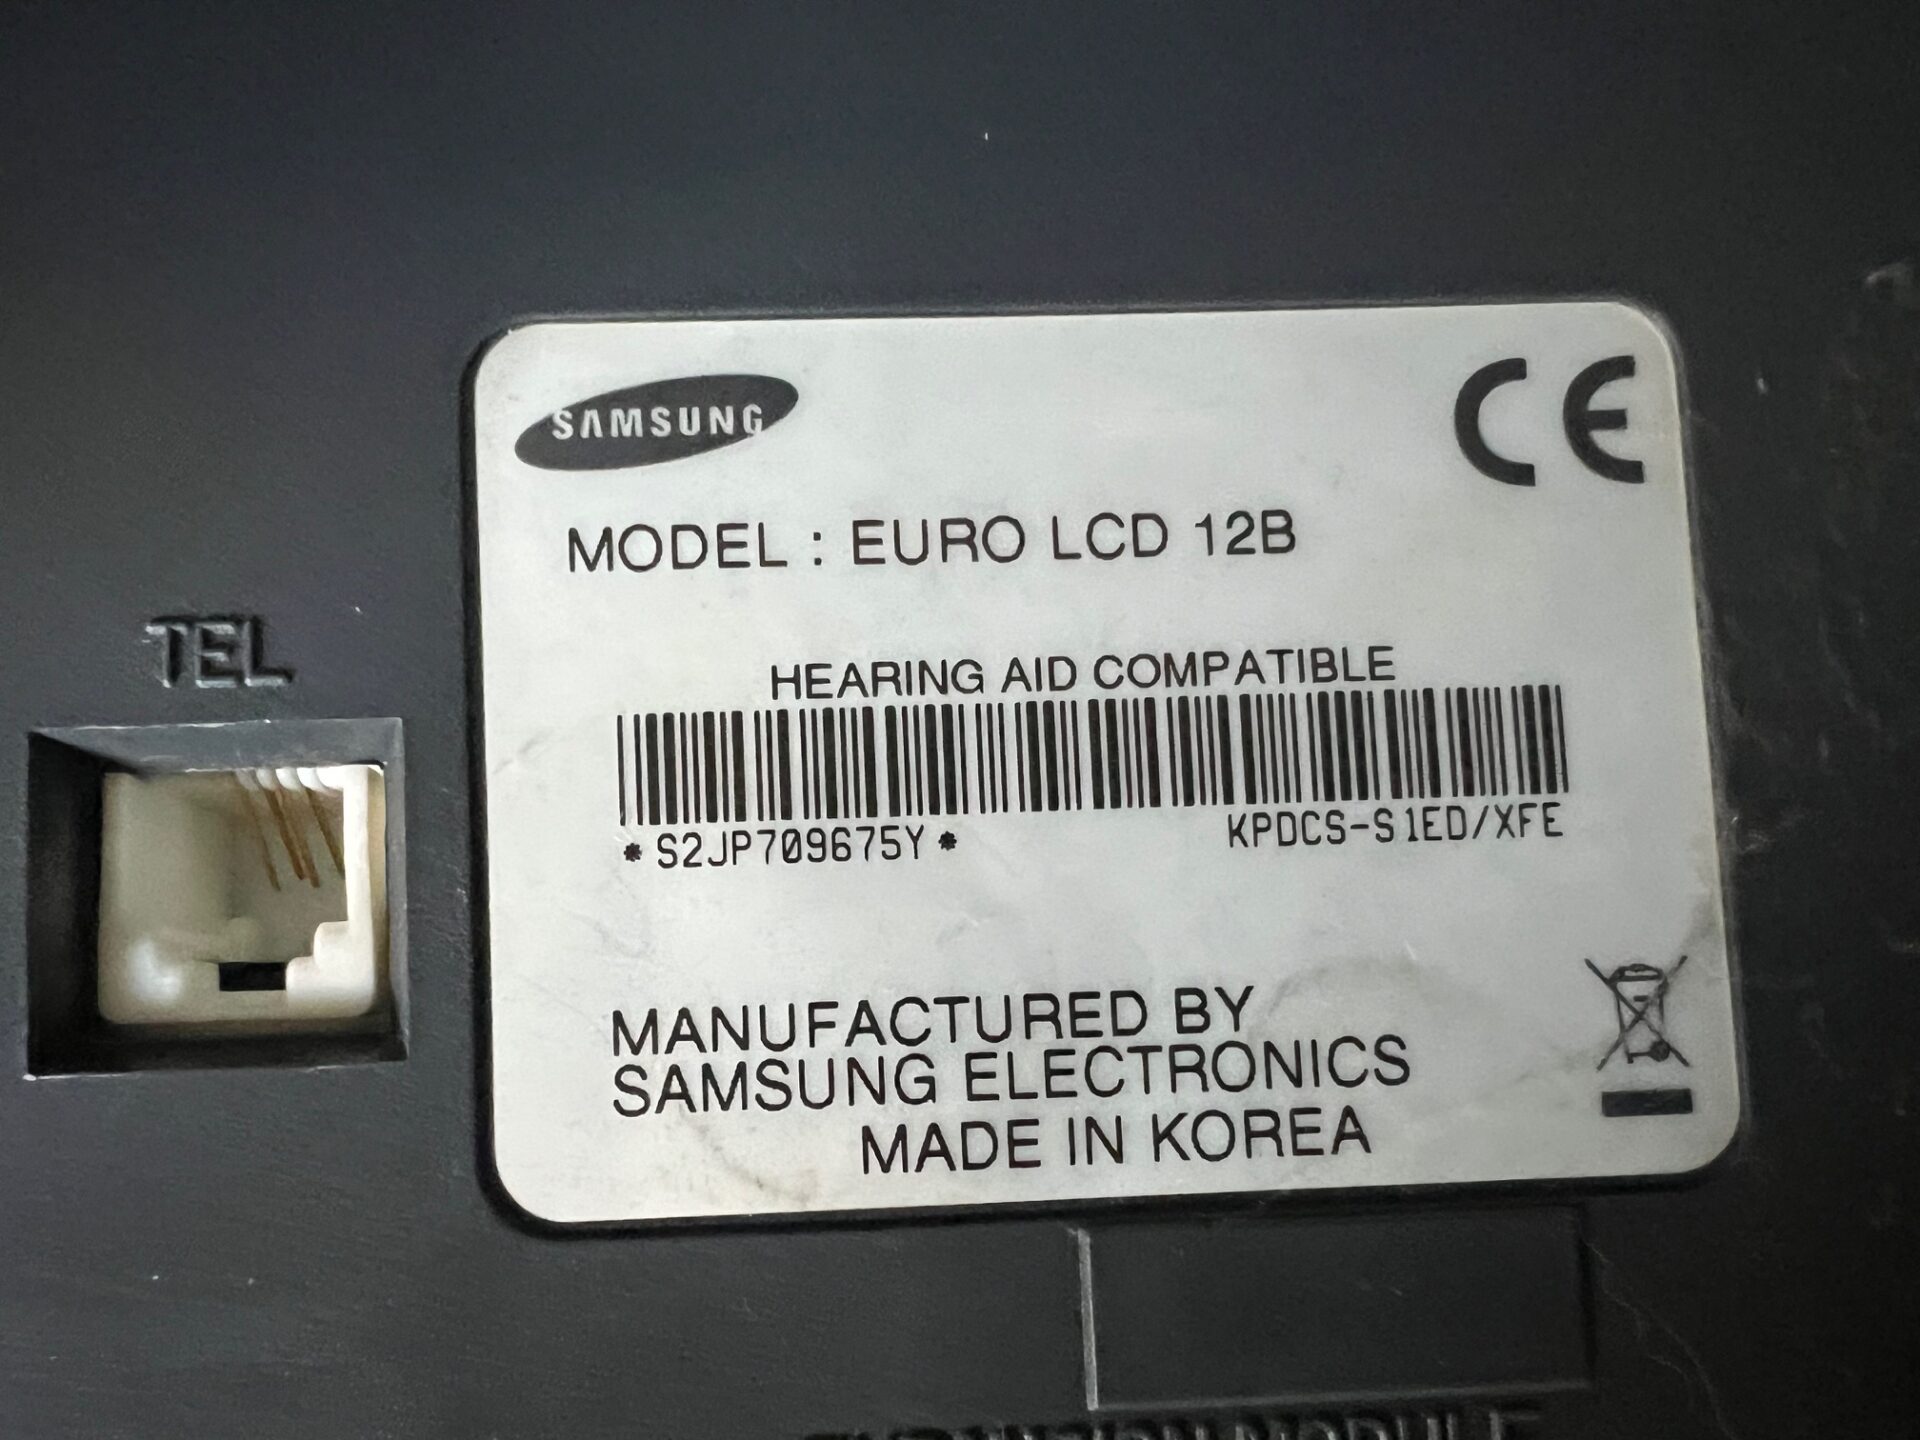 SAMSUNG
CE
MODEL : EURO LCD 12B
TEL
HEARING AID COMPATIBLE
*S2JP709675Y*
KPDCS-S1ED/XFE
MANUFACTURED BY
SAMSUNG ELECTRONICS
MADE IN KOREA
MODULE